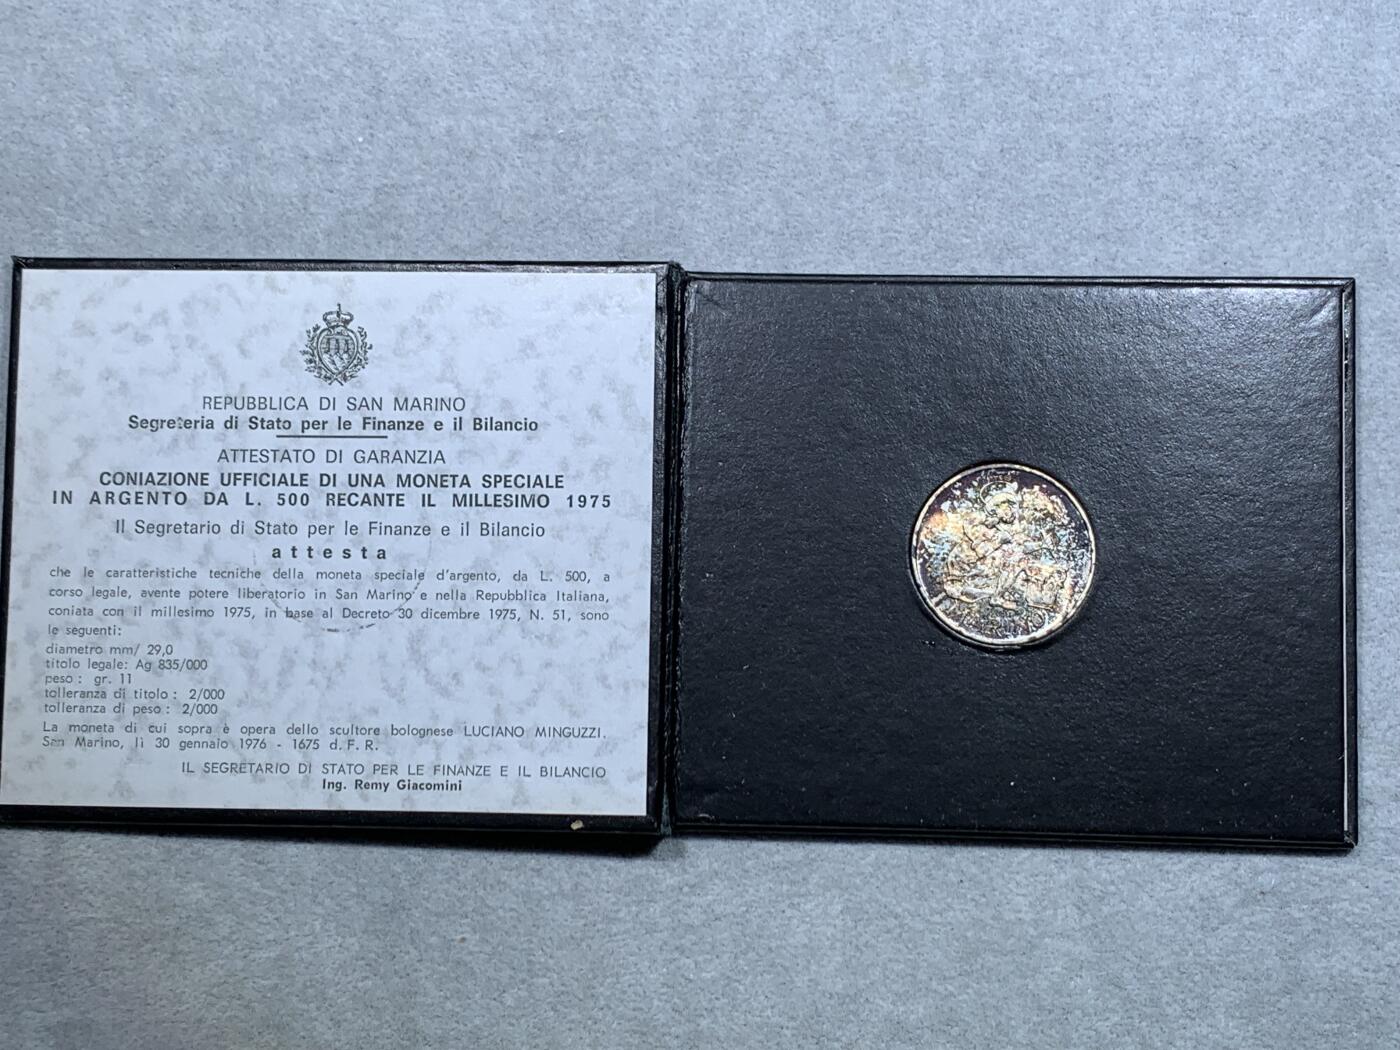 REPUBBLICA DI SAN MARINO
Segreteria di Stato per le Finanze e il Bilancio
ATTESTATO DI GARANZIA
CONIAZIONE UFFICIALE DI UNA MONETA SPECIALE
IN ARGENTO DA L. 500 RECANTE IL MILLESIMO 1975
Il Segretario di Stato per le Finanze e il Bilancio
attesta
che le caratteristiche tecniche della moneta speciale d'argento, da L. 500, a
corso legale, avente potere liberatorio in San Marino e nella Repubblica Italiana,
coniata con il millesimo 1975, in base al Decreto 30 dicembre 1975, N. 51, sono
le seguenti:
diametro mm/ 29,0
titolo legale: Ag 835/000
peso : gr. 11
tolleranza di titolo : 2/000
tolleranza di peso : 2/000
La moneta di cui sopra è opera dello scultore bolognese LUCIANO MINGUZZI.
San Marino, lì 30 gennaio 1976 - 1675 d. F. R.
IL SEGRETARIO DI STATO PER LE FINANZE E IL BILANCIO
Ing. Remy Giacomini